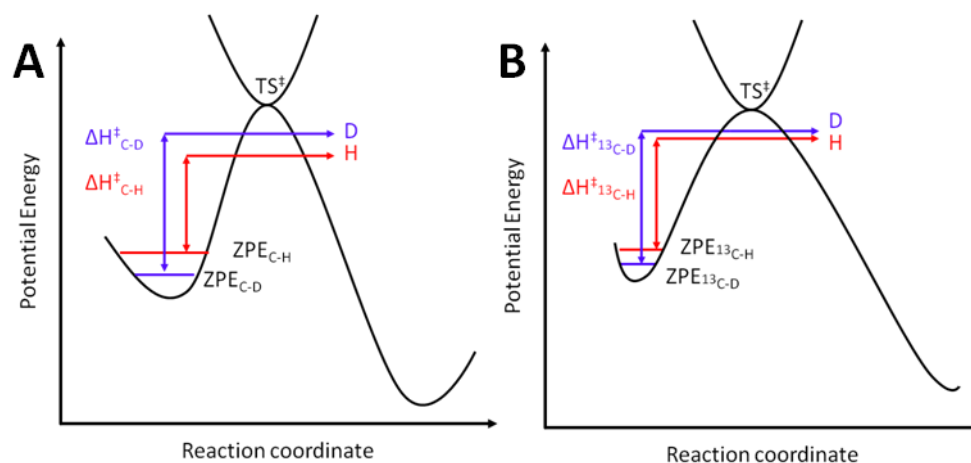 A
TS‡
ΔH‡C-D
D
H
ΔH‡C-H
ZPEC-H
ZPEC-D
Potential Energy
Reaction coordinate
B
TS‡
ΔH‡13C-D
D
H
ΔH‡13C-H
ZPE13C-H
ZPE13C-D
Potential Energy
Reaction coordinate